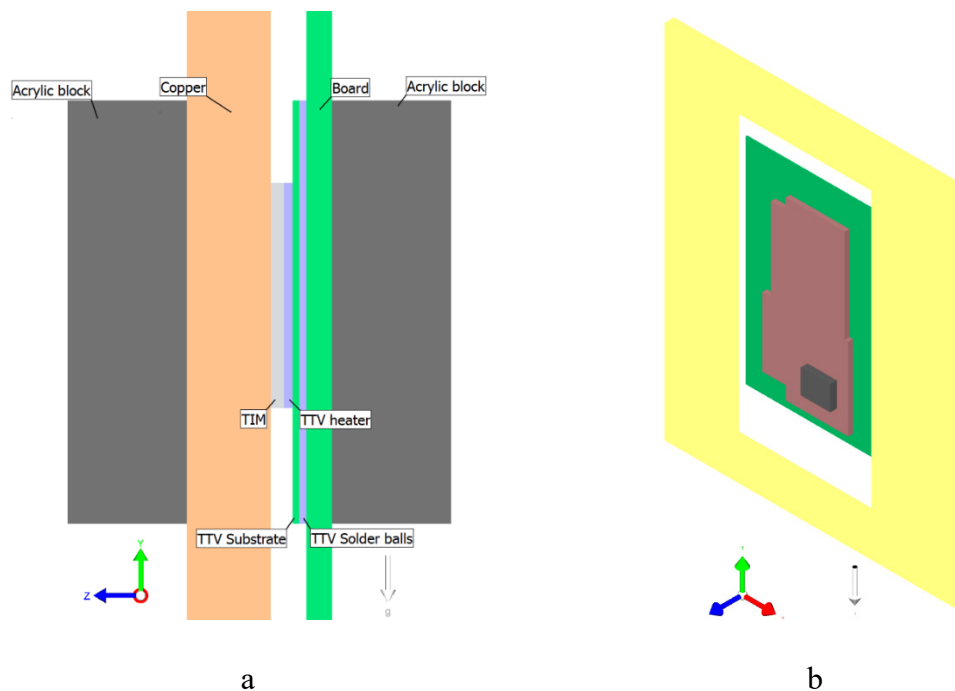 Acrylic block
Copper
Board
Acrylic block
TIM
TTV heater
TTV Substrate
TTV Solder balls
Y
Z
g
a
b